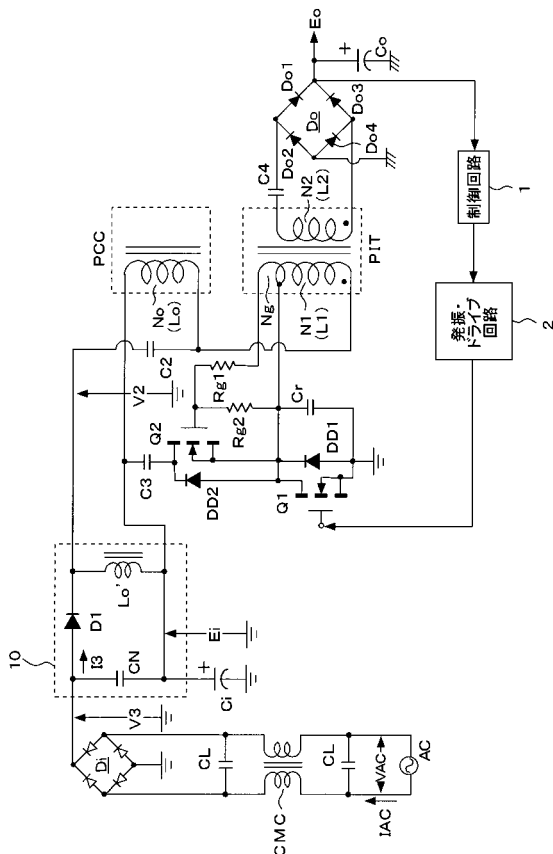 10
D1
I3
CN
Lo'
V3
Di
Ei
Ci
CL
CMC
CL
VAC
IAC
AC
V2
C2
C3
Q2
DD2
Rg1
Rg2
Cr
DD1
Q1
PCC
No
(Lo)
Ng
N1
(L1)
N2
(L2)
PIT
C4
Do1
Do2
Do
Do3
Do4
Eo
Co
制御回路
1
発振・
ドライブ
回路
2